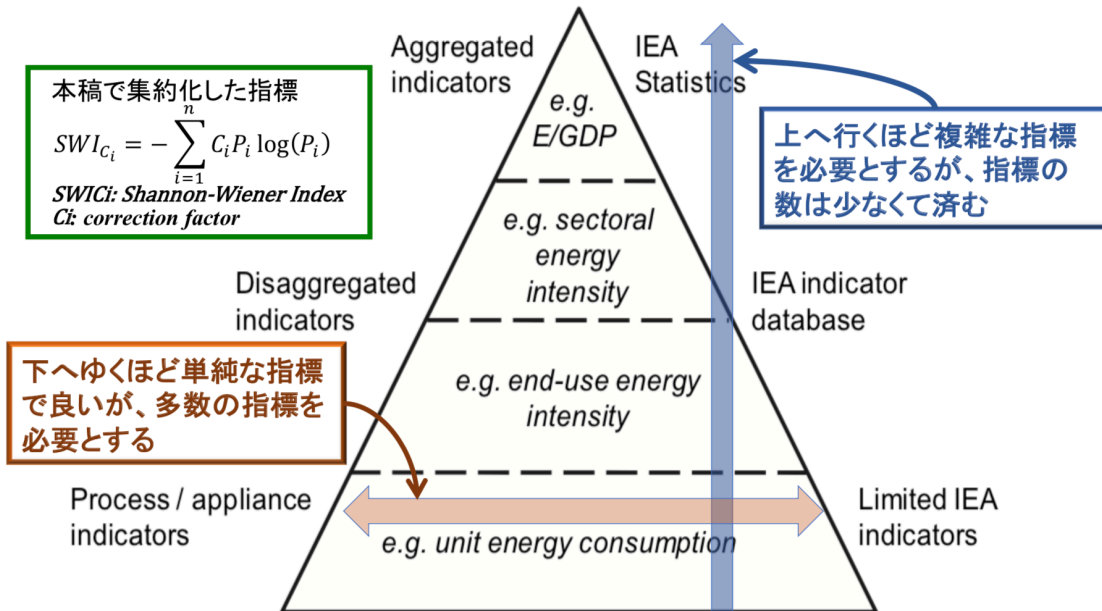 Aggregated
indicators
IEA
Statistics
本稿で集約化した指標
$SWI_{C_i} = -\sum_{i=1}^{n} C_i P_i \log(P_i)$
SWICi: Shannon-Wiener Index
Ci: correction factor
e.g.
E/GDP
上へ行くほど複雑な指標
を必要とするが、指標の
数は少なくて済む
e.g. sectoral
energy
intensity
Disaggregated
indicators
IEA indicator
database
下へゆくほど単純な指標
で良いが、多数の指標を
必要とする
e.g. end-use energy
intensity
Process / appliance
indicators
Limited IEA
indicators
e.g. unit energy consumption